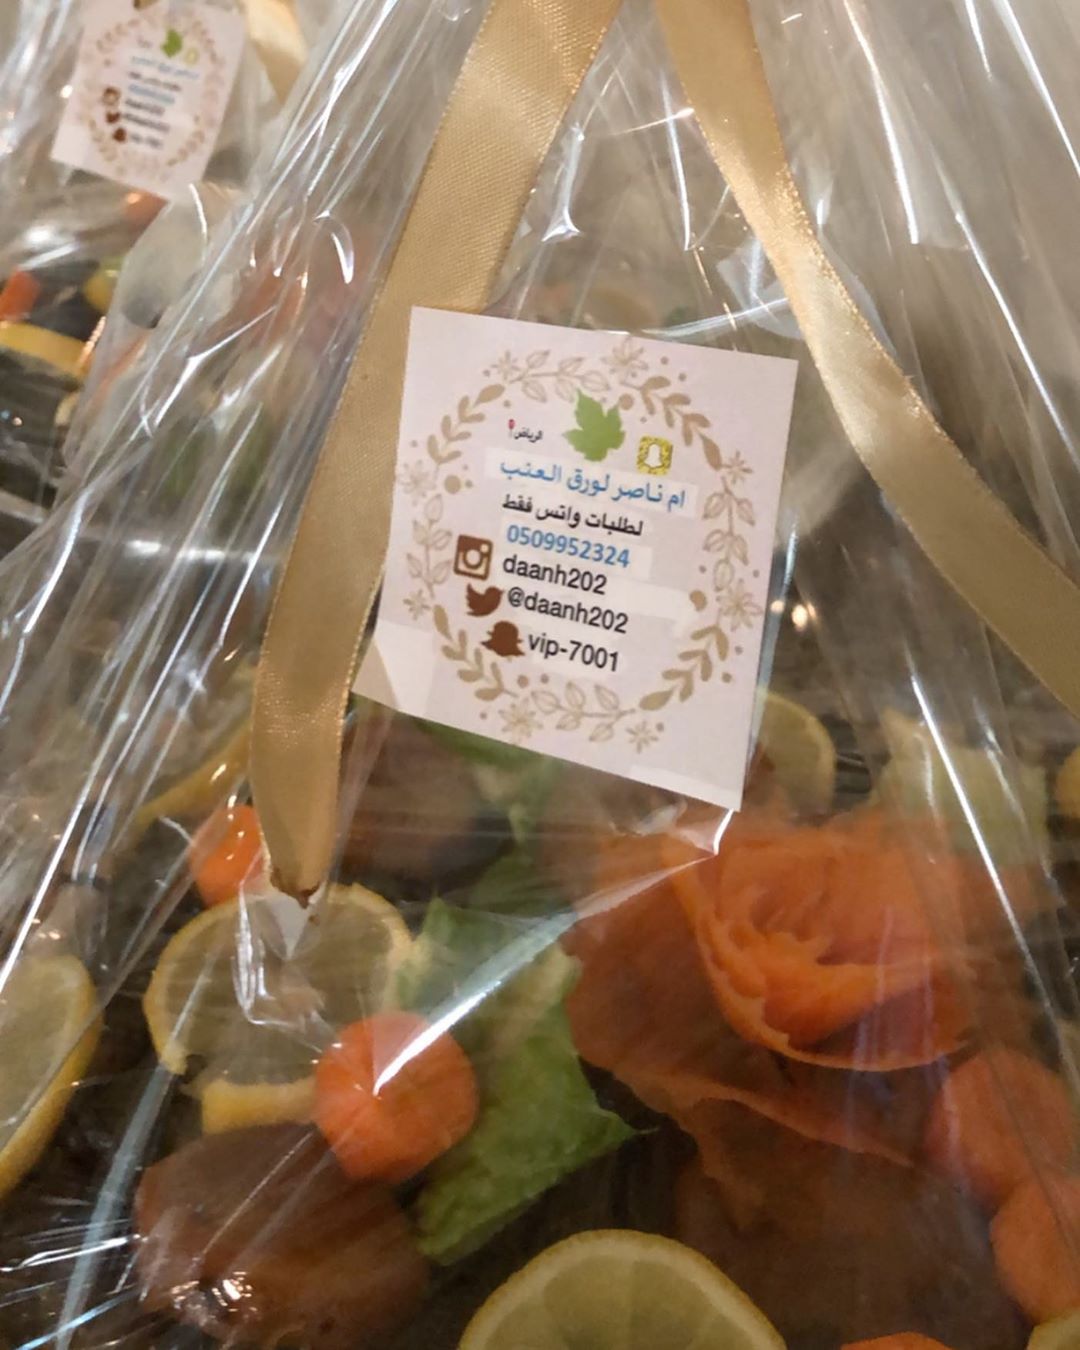 الرياض
ام ناصر لورق العنب
لطلبات واتس فقط
0509952324
daanh202
@daanh202
vip-7001